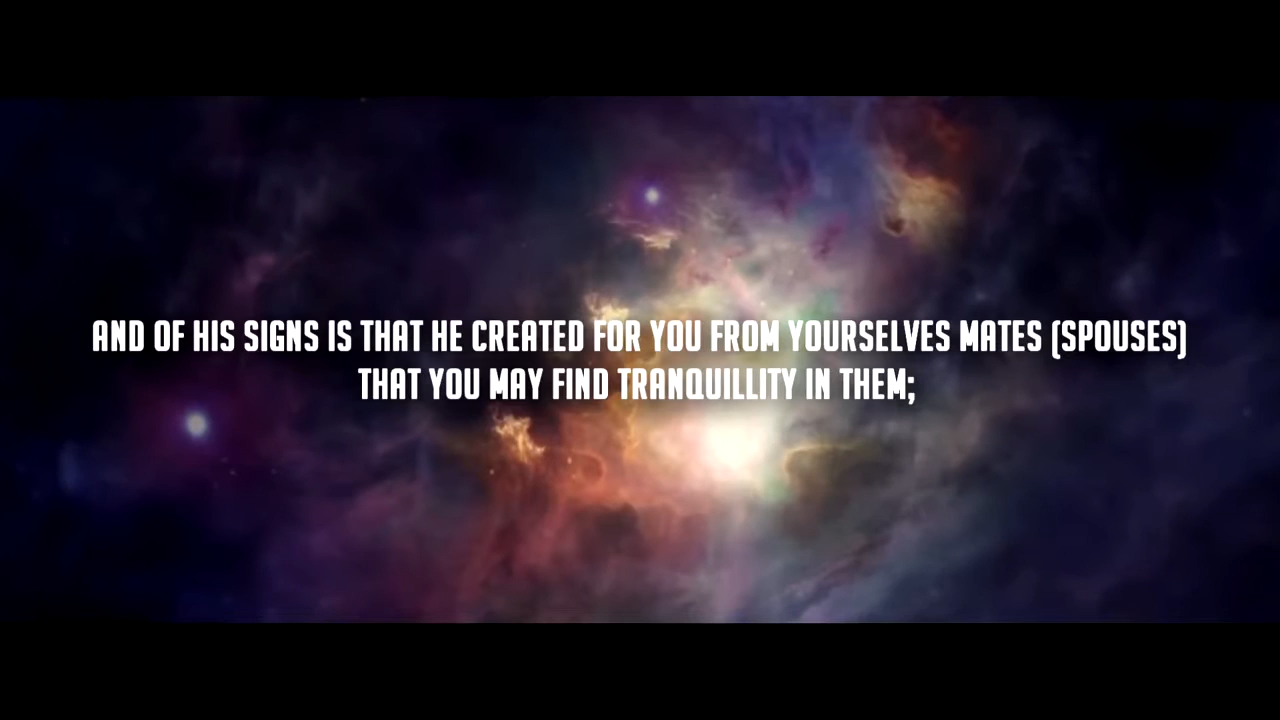 AND OF HIS SIGNS IS THAT HE CREATED FOR YOU FROM YOURSELVES MATES (SPOUSES)
THAT YOU MAY FIND TRANQUILLITY IN THEM;